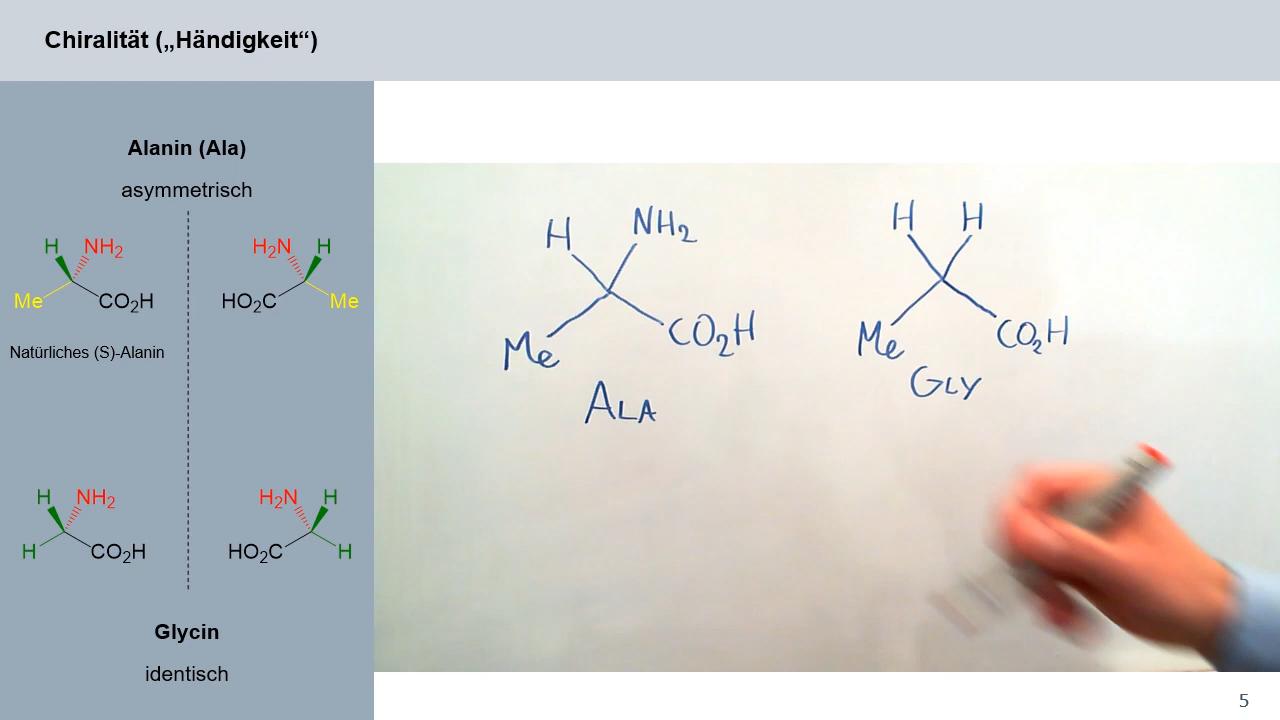 Chiralität („Händigkeit“)
Alanin (Ala)
asymmetrisch
H NH2 H2N H
Me CO2H HO2C Me
Natürliches (S)-Alanin
H NH2 H2N H
H CO2H HO2C H
Glycin
identisch
H NH2
Me CO2H
ALA
H H
Me CO2H
GLY
5